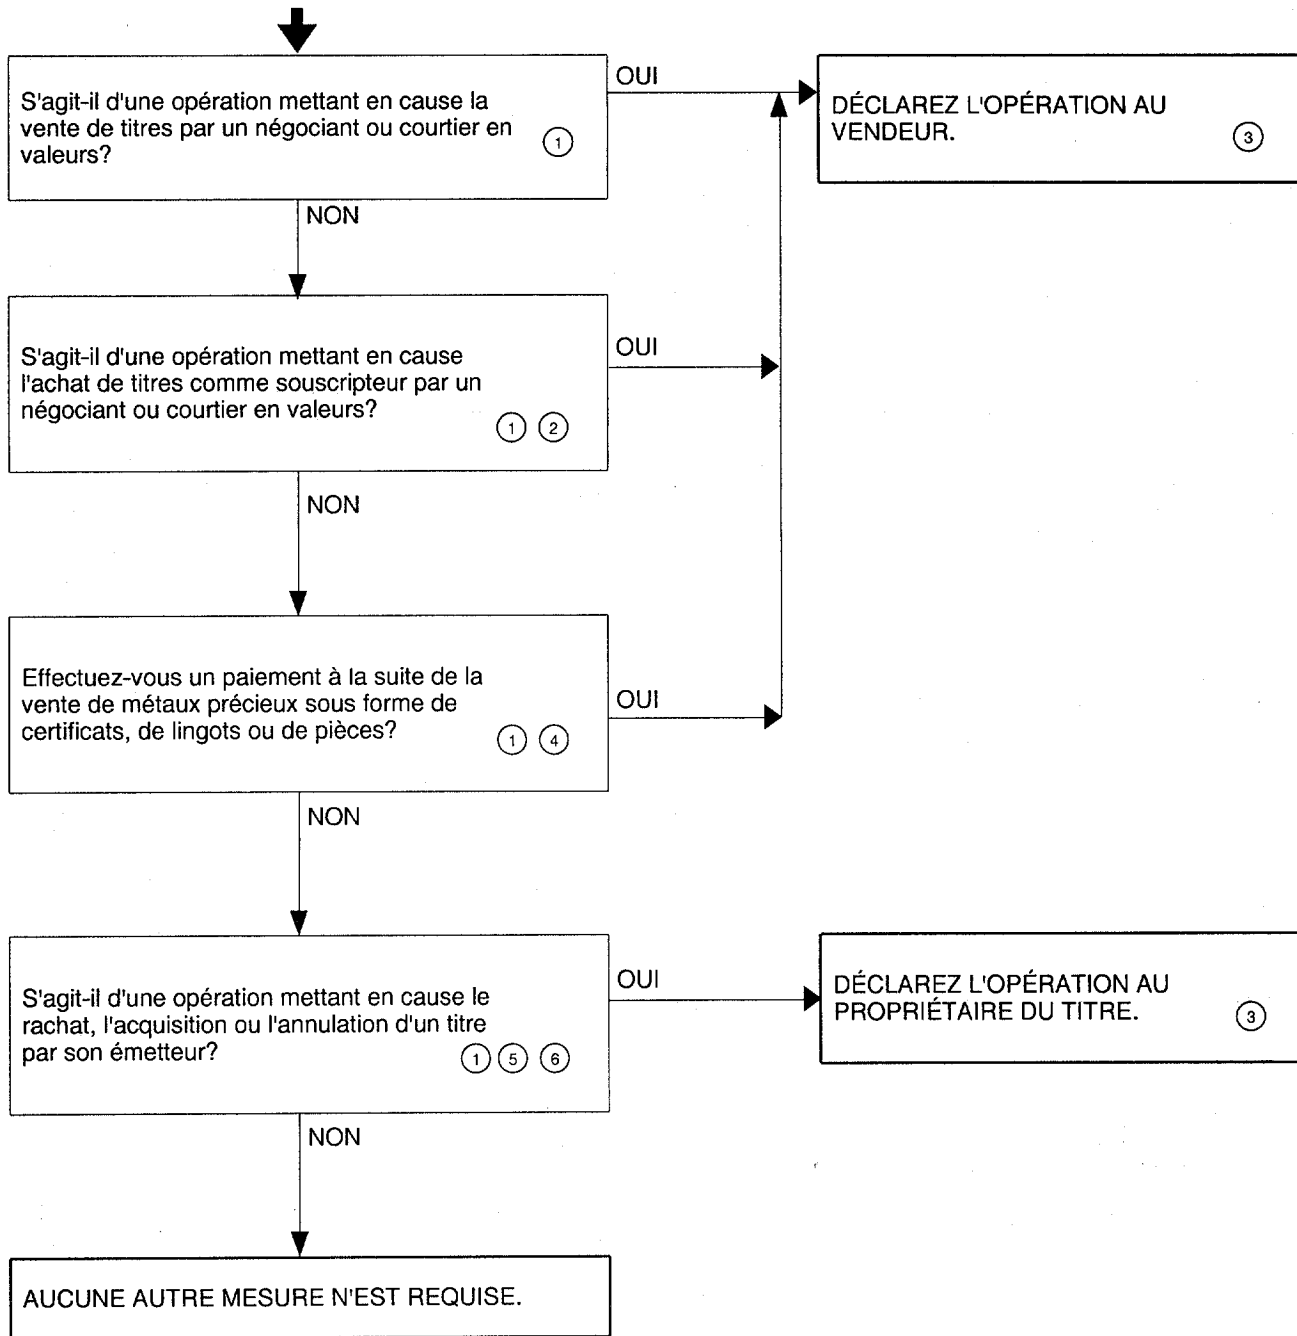 S'agit-il d'une opération mettant en cause la
vente de titres par un négociant ou courtier en
valeurs?
1
OUI
DÉCLAREZ L'OPÉRATION AU
VENDEUR.
3
NON
S'agit-il d'une opération mettant en cause
l'achat de titres comme souscripteur par un
négociant ou courtier en valeurs?
1 2
OUI
NON
Effectuez-vous un paiement à la suite de la
vente de métaux précieux sous forme de
certificats, de lingots ou de pièces?
1 4
OUI
NON
S'agit-il d'une opération mettant en cause le
rachat, l'acquisition ou l'annulation d'un titre
par son émetteur?
1 5 6
OUI
DÉCLAREZ L'OPÉRATION AU
PROPRIÉTAIRE DU TITRE.
3
NON
AUCUNE AUTRE MESURE N'EST REQUISE.